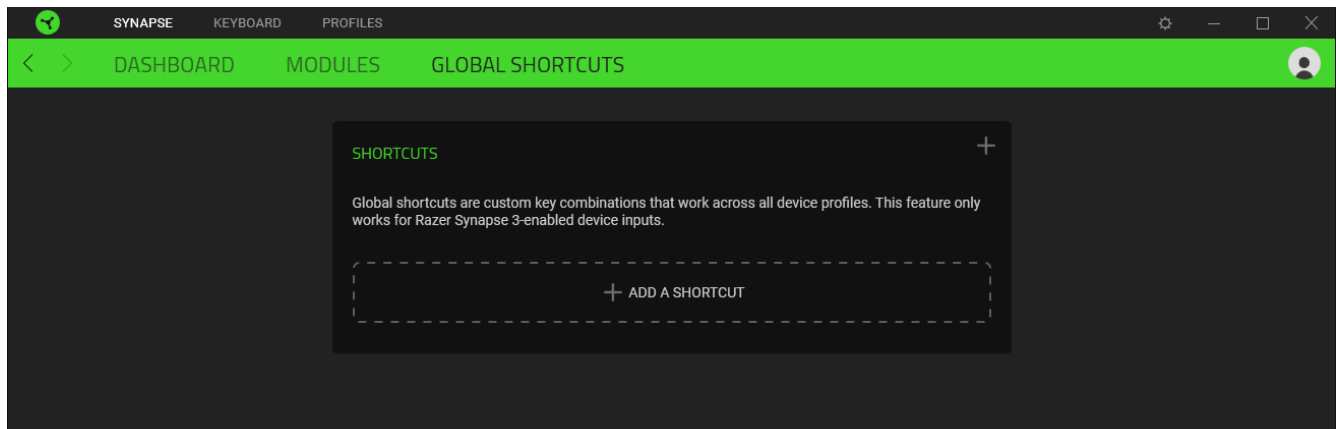 SYNAPSE KEYBOARD PROFILES
DASHBOARD MODULES GLOBAL SHORTCUTS
SHORTCUTS
Global shortcuts are custom key combinations that work across all device profiles. This feature only
works for Razer Synapse 3-enabled device inputs.
ADD A SHORTCUT